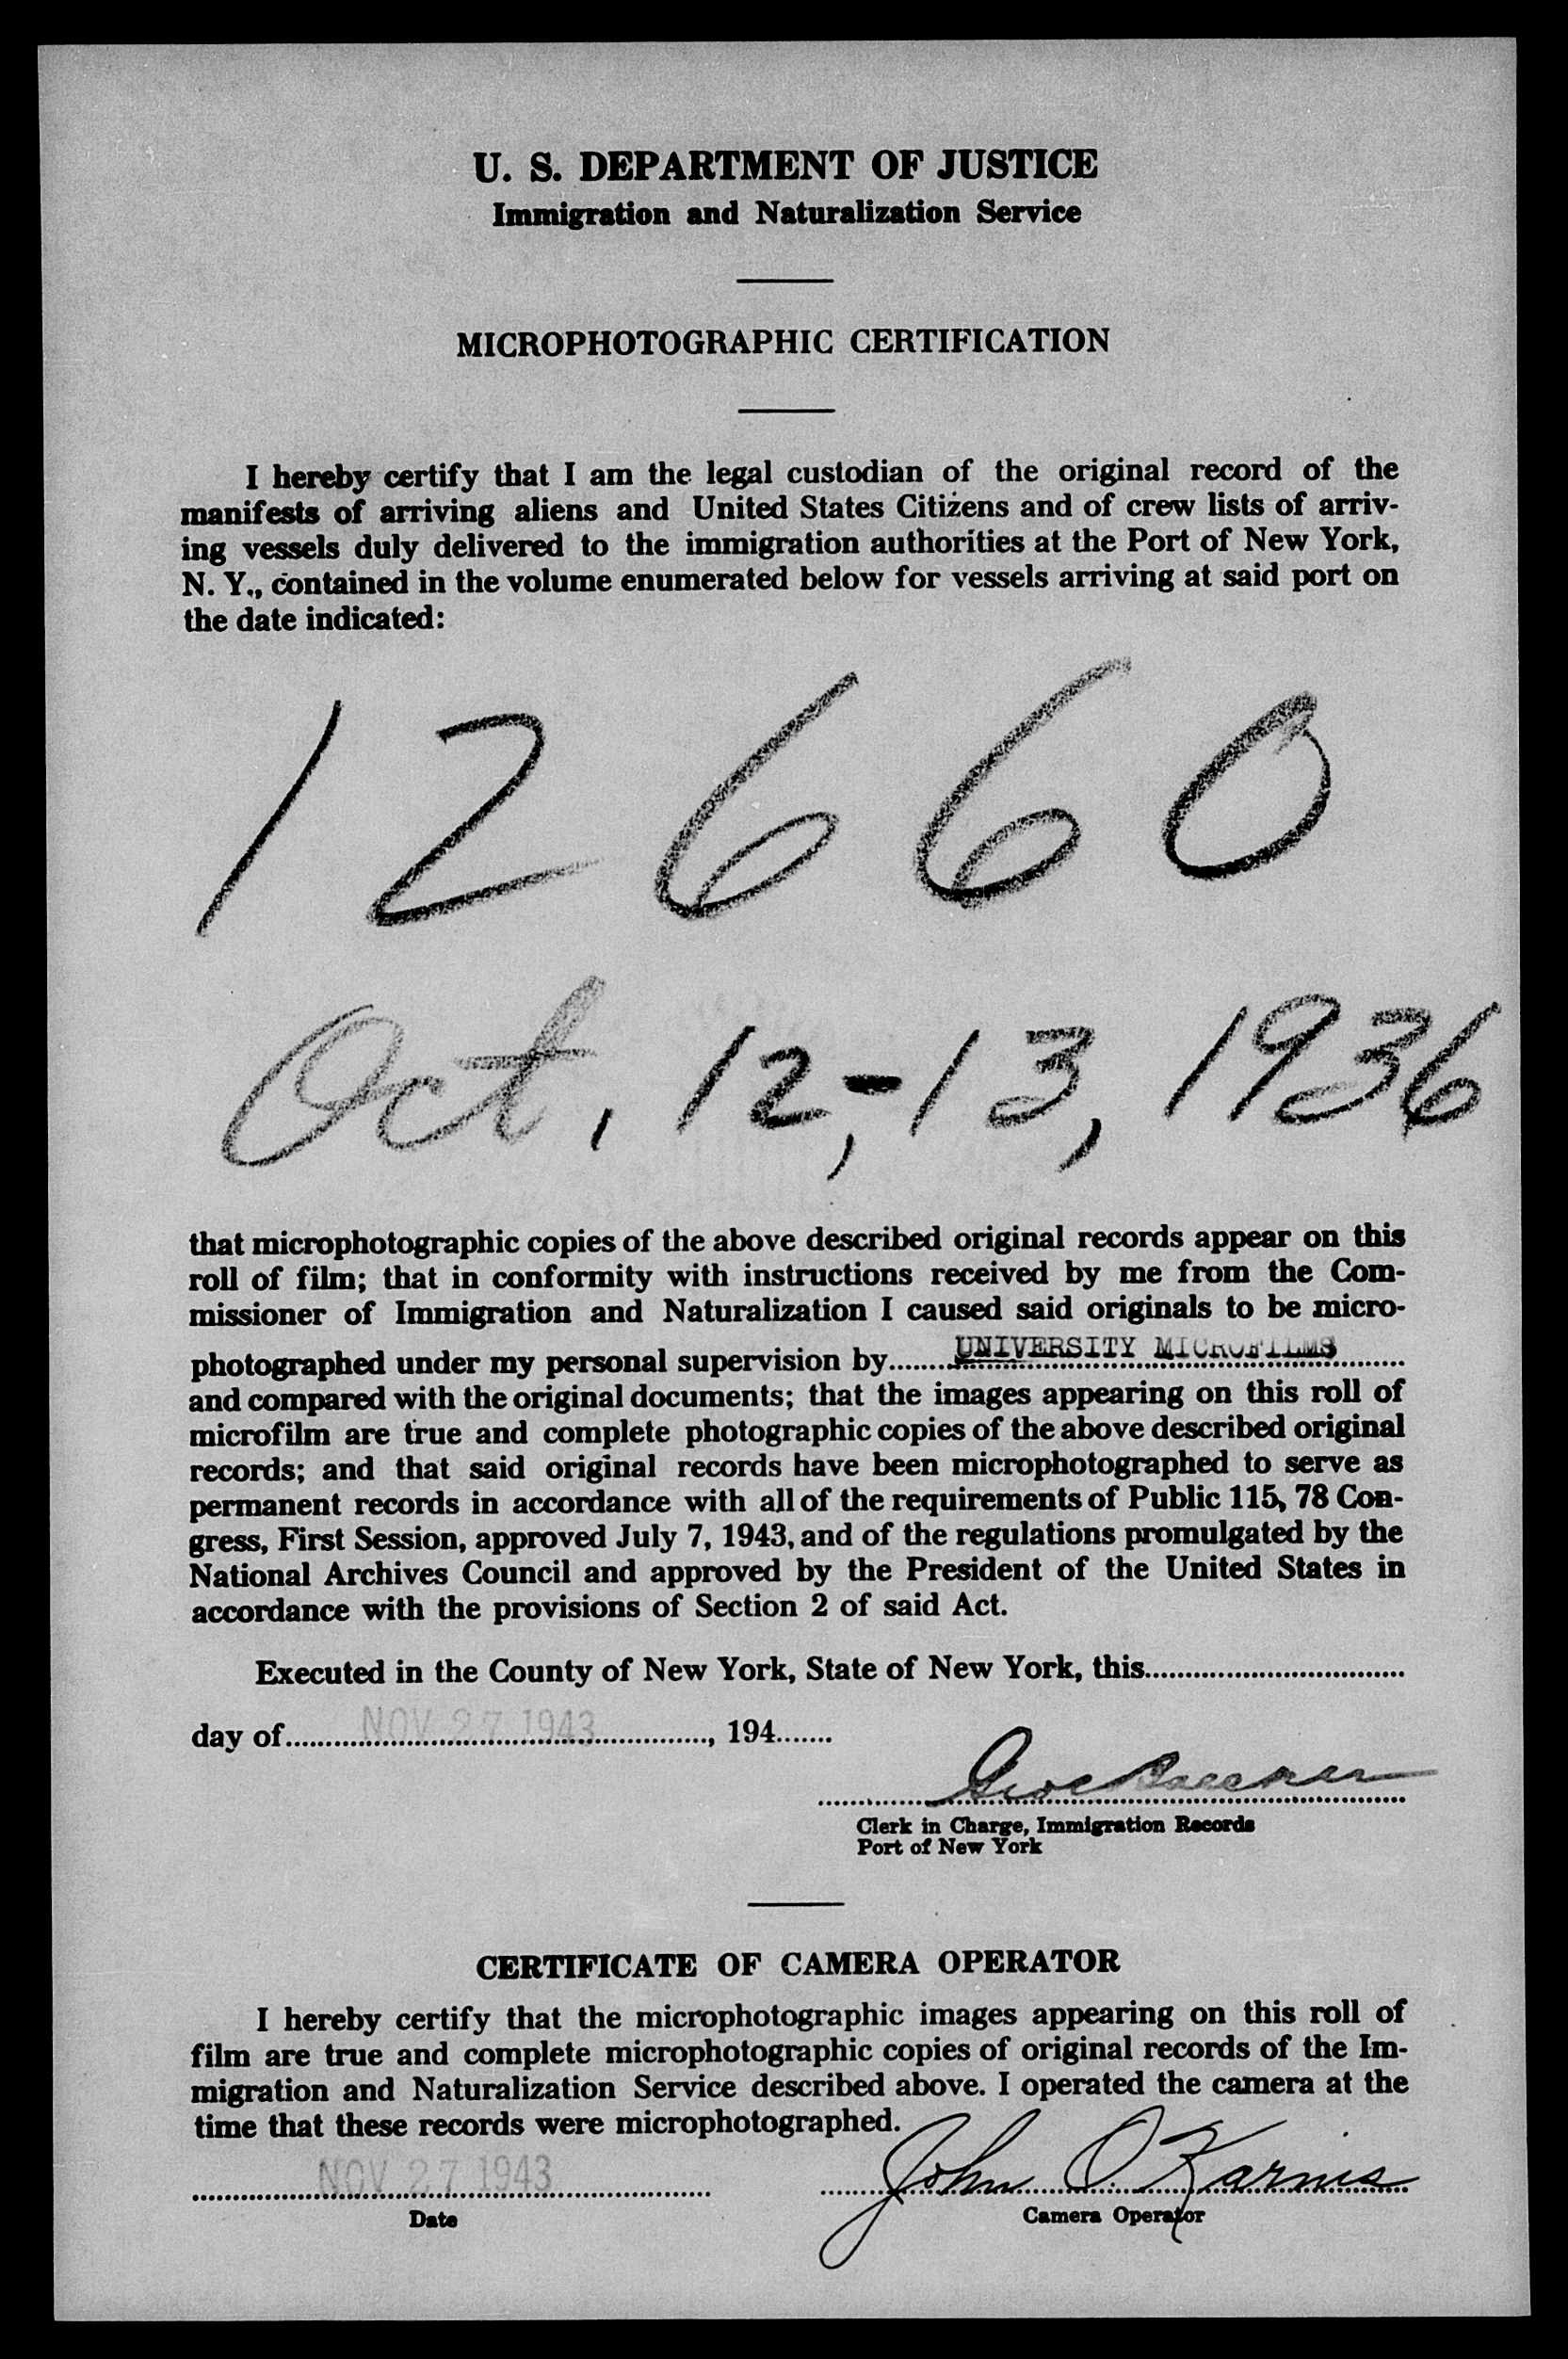 U. S. DEPARTMENT OF JUSTICE
Immigration and Naturalization Service
MICROPHOTOGRAPHIC CERTIFICATION
I hereby certify that I am the legal custodian of the original record of the
manifests of arriving aliens and United States Citizens and of crew lists of arriv-
ing vessels duly delivered to the immigration authorities at the Port of New York,
N. Y., contained in the volume enumerated below for vessels arriving at said port on
the date indicated:
12660
Oct. 12,-13, 1936
that microphotographic copies of the above described original records appear on this
roll of film; that in conformity with instructions received by me from the Com-
missioner of Immigration and Naturalization I caused said originals to be micro-
photographed under my personal supervision by........UNIVERSITY MICROFILMS........
and compared with the original documents; that the images appearing on this roll of
microfilm are true and complete photographic copies of the above described original
records; and that said original records have been microphotographed to serve as
permanent records in accordance with all of the requirements of Public 115, 78 Con-
gress, First Session, approved July 7, 1943, and of the regulations promulgated by the
National Archives Council and approved by the President of the United States in
accordance with the provisions of Section 2 of said Act.
Executed in the County of New York, State of New York, this................................
day of........NOV 27 1943........, 194.......
Clerk in Charge, Immigration Records
Port of New York
CERTIFICATE OF CAMERA OPERATOR
I hereby certify that the microphotographic images appearing on this roll of
film are true and complete microphotographic copies of original records of the Im-
migration and Naturalization Service described above. I operated the camera at the
time that these records were microphotographed.
NOV 27 1943 John O. Karnis
Date Camera Operator